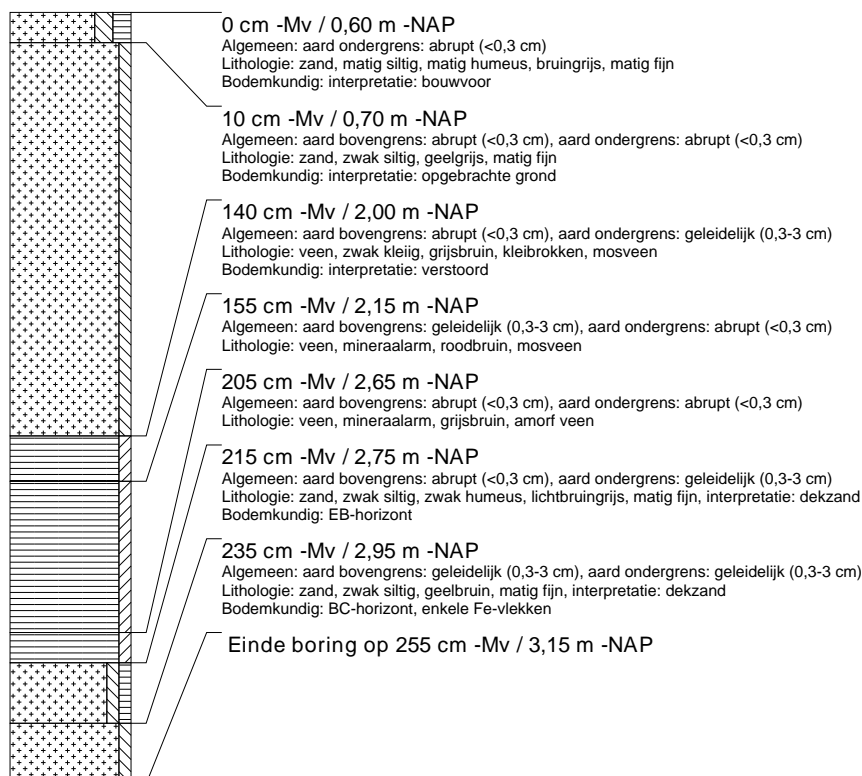 0 cm -Mv / 0,60 m -NAP
Algemeen: aard ondergrens: abrupt (<0,3 cm)
Lithologie: zand, matig siltig, matig humeus, bruingrijs, matig fijn
Bodemkundig: interpretatie: bouwvoor
10 cm -Mv / 0,70 m -NAP
Algemeen: aard bovengrens: abrupt (<0,3 cm), aard ondergrens: abrupt (<0,3 cm)
Lithologie: zand, zwak siltig, geelgrijs, matig fijn
Bodemkundig: interpretatie: opgebrachte grond
140 cm -Mv / 2,00 m -NAP
Algemeen: aard bovengrens: abrupt (<0,3 cm), aard ondergrens: geleidelijk (0,3-3 cm)
Lithologie: veen, zwak kleiig, grijsbruin, kleibrokken, mosveen
Bodemkundig: interpretatie: verstoord
155 cm -Mv / 2,15 m -NAP
Algemeen: aard bovengrens: geleidelijk (0,3-3 cm), aard ondergrens: abrupt (<0,3 cm)
Lithologie: veen, mineraalarm, roodbruin, mosveen
205 cm -Mv / 2,65 m -NAP
Algemeen: aard bovengrens: abrupt (<0,3 cm), aard ondergrens: abrupt (<0,3 cm)
Lithologie: veen, mineraalarm, grijsbruin, amorf veen
215 cm -Mv / 2,75 m -NAP
Algemeen: aard bovengrens: abrupt (<0,3 cm), aard ondergrens: geleidelijk (0,3-3 cm)
Lithologie: zand, zwak siltig, zwak humeus, lichtbruingrijs, matig fijn, interpretatie: dekzand
Bodemkundig: EB-horizont
235 cm -Mv / 2,95 m -NAP
Algemeen: aard bovengrens: geleidelijk (0,3-3 cm), aard ondergrens: geleidelijk (0,3-3 cm)
Lithologie: zand, zwak siltig, geelbruin, matig fijn, interpretatie: dekzand
Bodemkundig: BC-horizont, enkele Fe-vlekken
Einde boring op 255 cm -Mv / 3,15 m -NAP